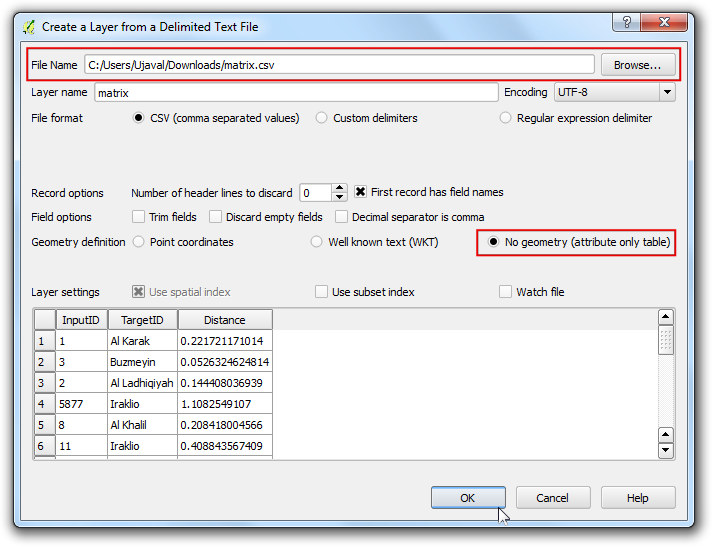 Create a Layer from a Delimited Text File
File Name C:/Users/Ujaval/Downloads/matrix.csv Browse...
Layer name matrix Encoding UTF-8
File format CSV (comma separated values) Custom delimiters Regular expression delimiter
Record options Number of header lines to discard 0 First record has field names
Field options Trim fields Discard empty fields Decimal separator is comma
Geometry definition Point coordinates Well known text (WKT) No geometry (attribute only table)
Layer settings Use spatial index Use subset index Watch file
InputID TargetID Distance
1 1 Al Karak 0.221721171014
2 3 Buzmeyin 0.0526324624814
3 2 Al Ladhiqiyah 0.144408036939
4 5877 Iraklio 1.1082549107
5 8 Al Khalil 0.208418004566
6 11 Iraklio 0.408843567409
OK Cancel Help